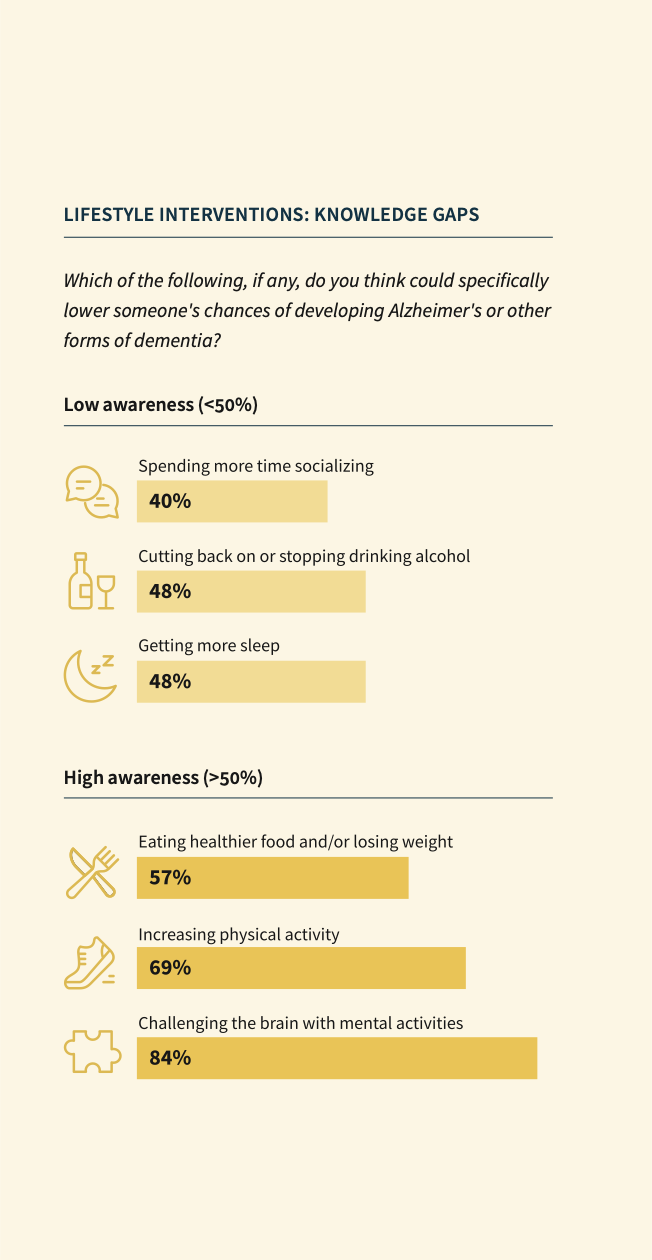 LIFESTYLE INTERVENTIONS: KNOWLEDGE GAPS
Which of the following, if any, do you think could specifically
lower someone's chances of developing Alzheimer's or other
forms of dementia?
Low awareness (<50%)
Spending more time socializing
40%
Cutting back on or stopping drinking alcohol
48%
Getting more sleep
zz
48%
High awareness (>50%)
Eating healthier food and/or losing weight
57%
Increasing physical activity
69%
Challenging the brain with mental activities
84%